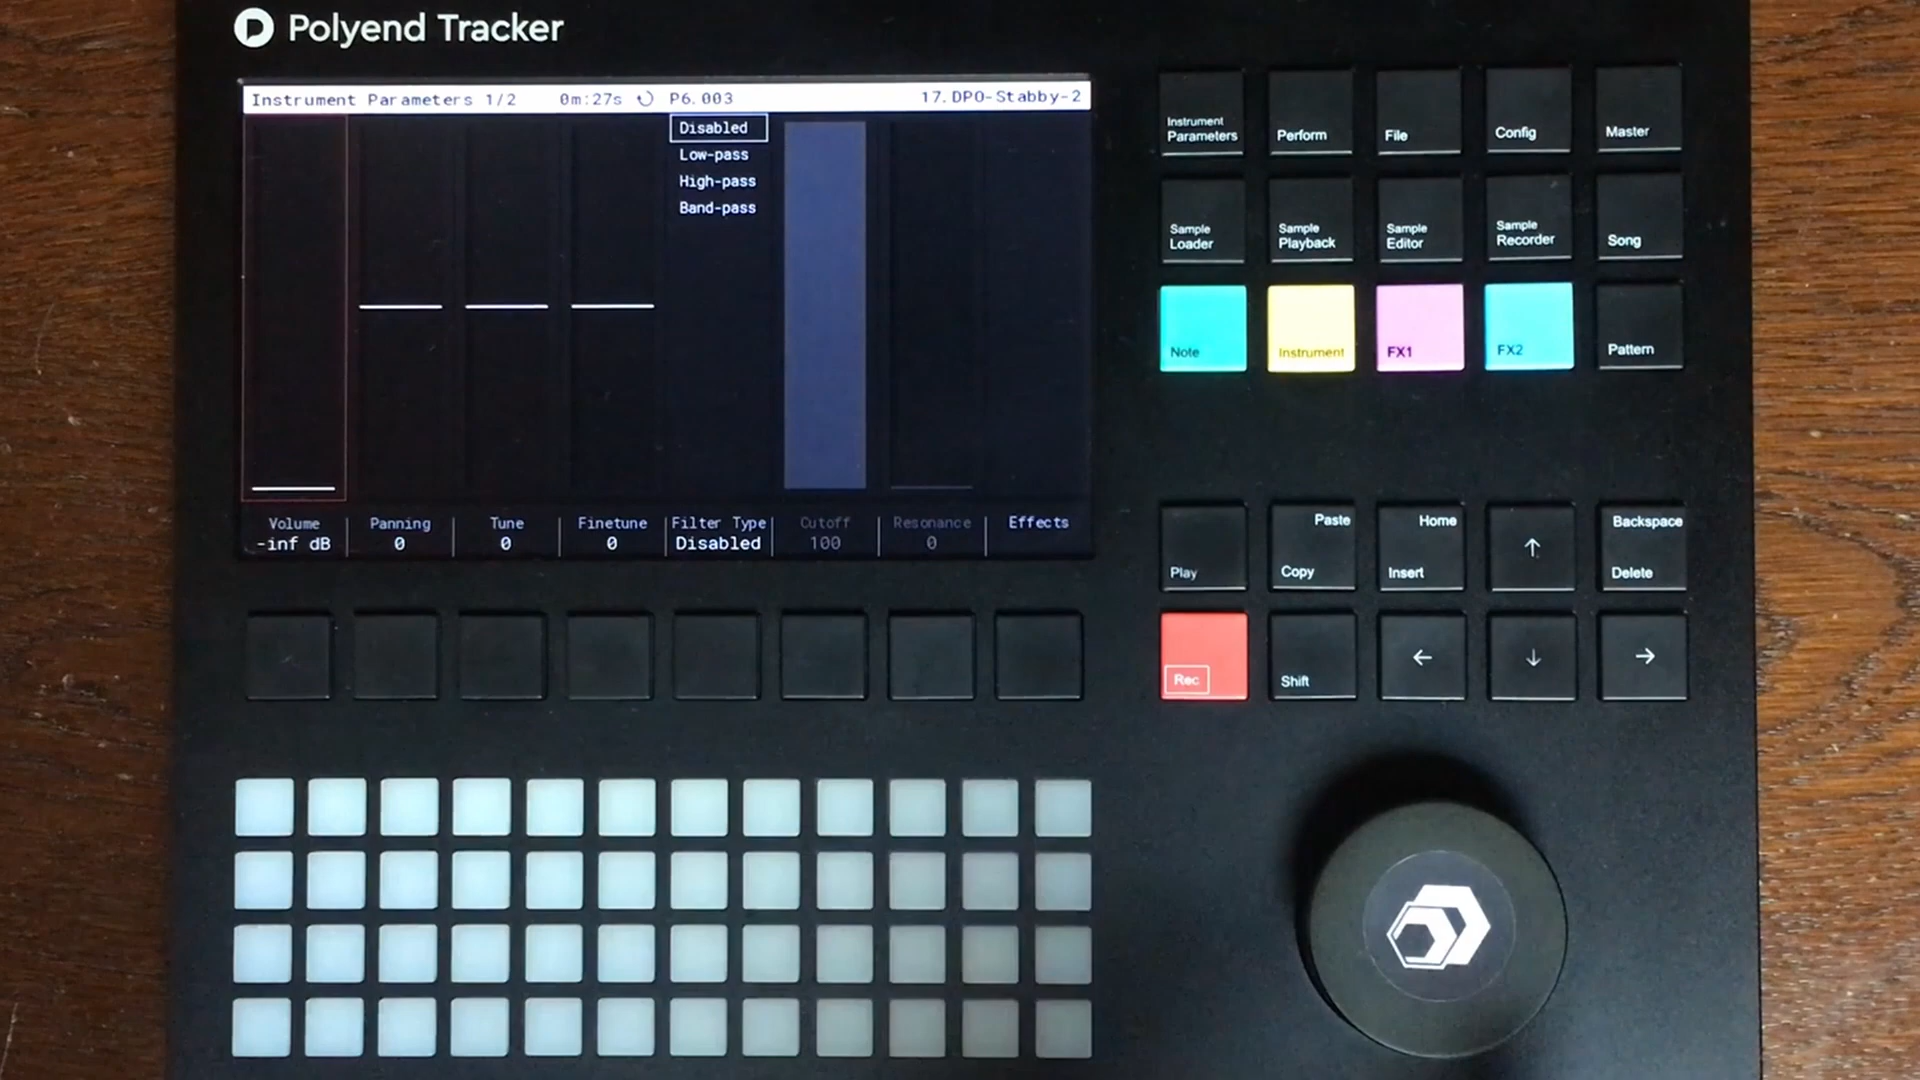 Polyend Tracker
Instrument Parameters 1/2 0m:27s P6.003 17.DPO-Stabby-2
Disabled
Low-pass
High-pass
Band-pass
Volume Panning Tune Finetune Filter Type Cutoff Resonance Effects
-inf dB 0 0 0 Disabled 100 0
Instrument Parameters
Perform
File
Config
Master
Sample Loader
Sample Playback
Sample Editor
Sample Recorder
Song
Note
Instrument
FX1
FX2
Pattern
Play
Paste
Copy
Home
Insert
↑
Backspace
Delete
Rec
Shift
←
↓
→